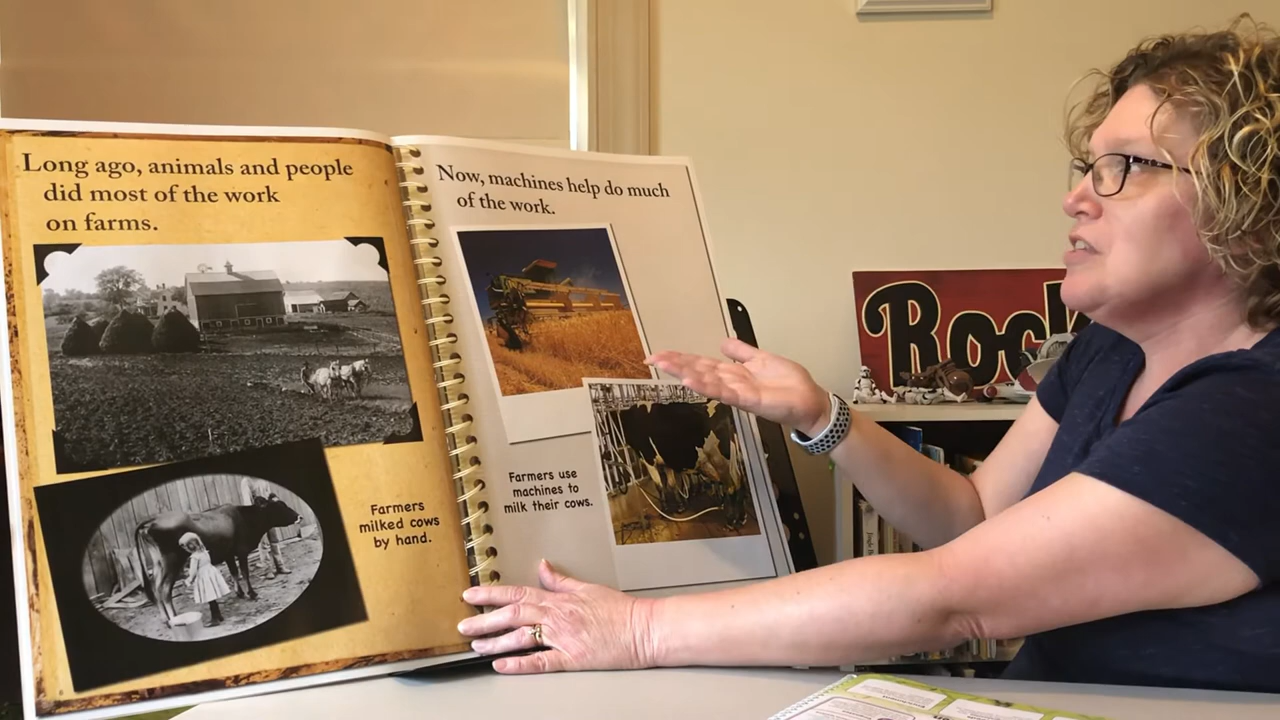 Long ago, animals and people
did most of the work
on farms.
Farmers
milked cows
by hand.
Now, machines help do much
of the work.
Farmers use
machines to
milk their cows.
Rock